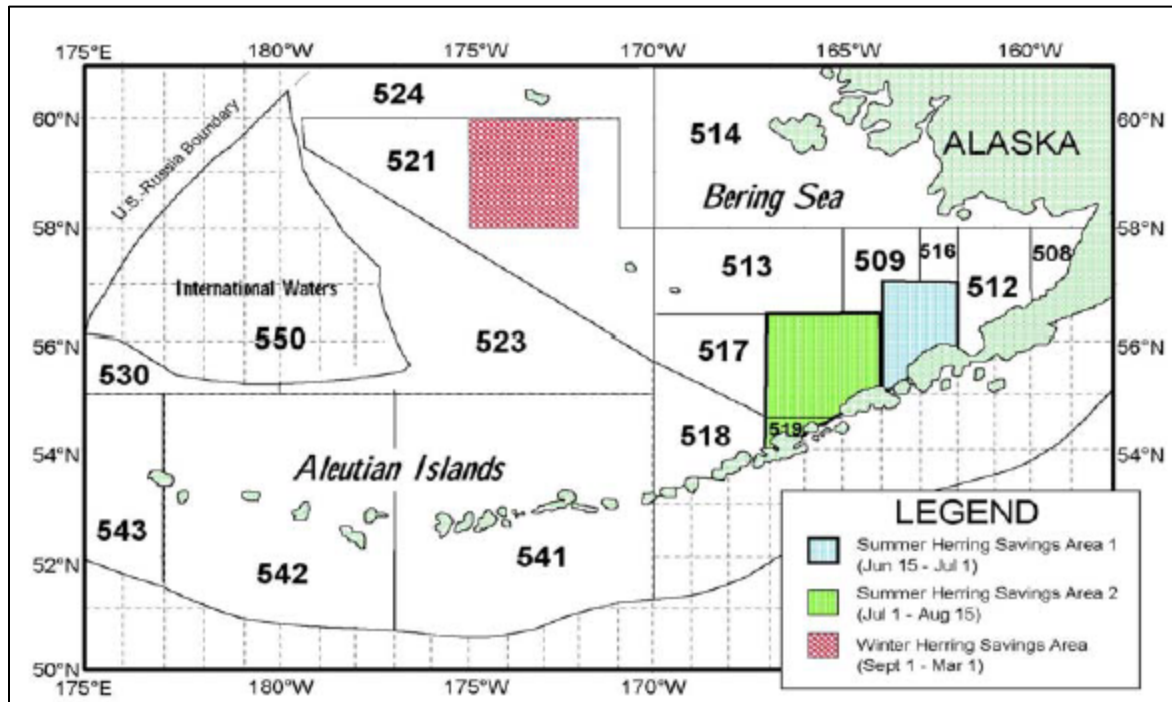 175°E 180°W 175°W 170°W 165°W 160°W
60°N
58°N
56°N
54°N
52°N
50°N
60°N
58°N
56°N
54°N
175°E 180°W 175°W 170°W
U.S.-Russia Boundary
524
521
514
ALASKA
Bering Sea
513
509
516
508
512
International Waters
550
523
517
530
518
519
Aleutian Islands
543
542
541
LEGEND
Summer Herring Savings Area 1
(Jun 15 - Jul 1)
Summer Herring Savings Area 2
(Jul 1 - Aug 15)
Winter Herring Savings Area
(Sept 1 - Mar 1)